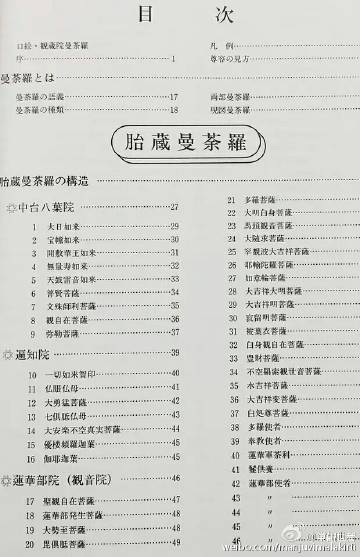 目 次
口絵・観蔵院曼荼羅
序……1
曼荼羅とは
曼荼羅の語義……17
曼荼羅の種類……18
凡 例
尊容の見方
両部曼荼羅
現図曼荼羅
胎蔵曼荼羅
胎蔵曼荼羅の構造
中台八葉院……27
1 大日如来……29
2 宝幢如来……30
3 開敷華王如来……31
4 無量寿如来……32
5 天鼓雷音如来……33
6 普賢菩薩……34
7 文殊師利菩薩……35
8 観自在菩薩……36
9 弥勒菩薩……37
遍知院……39
10 一切如来智印……40
11 仏眼仏母……41
12 大勇猛菩薩……42
13 七倶胝仏母……43
14 大安楽不空真実菩薩……44
15 優楼頻羅迦葉……45
16 伽耶迦葉……45
蓮華部院（観音院）……46
17 聖観自在菩薩……47
18 蓮華部発生菩薩……48
19 大勢至菩薩……48
20 毘倶胝菩薩……49
21 多羅菩薩
22 大明白身菩薩
23 馬頭観音菩薩
24 大随求菩薩
25 窣覩波大吉祥菩薩
26 耶輸陀羅菩薩
27 如意輪菩薩
28 大吉祥大明菩薩
29 大吉祥明菩薩
30 寂留明菩薩
31 被葉衣菩薩
32 白身観自在菩薩
33 豊財菩薩
34 不空羂索観世音菩薩
35 水吉祥菩薩
36 大吉祥変菩薩
37 白処尊菩薩
38 多羅使者
39 奉教使者
40 蓮華軍荼利
41 鬘供養
42 蓮華部使者
43 〃
44 〃
45 〃
46 〃